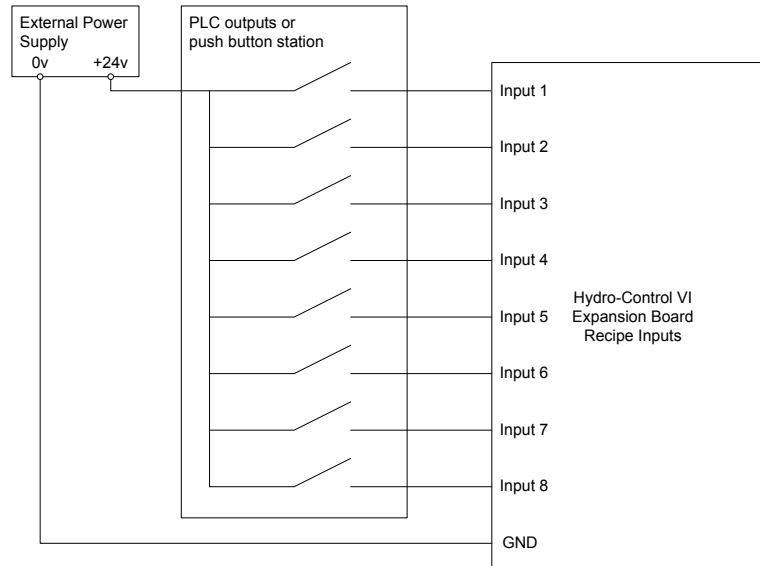 External Power
Supply
0v +24v
PLC outputs or
push button station
Input 1
Input 2
Input 3
Input 4
Input 5
Input 6
Input 7
Input 8
GND
Hydro-Control VI
Expansion Board
Recipe Inputs